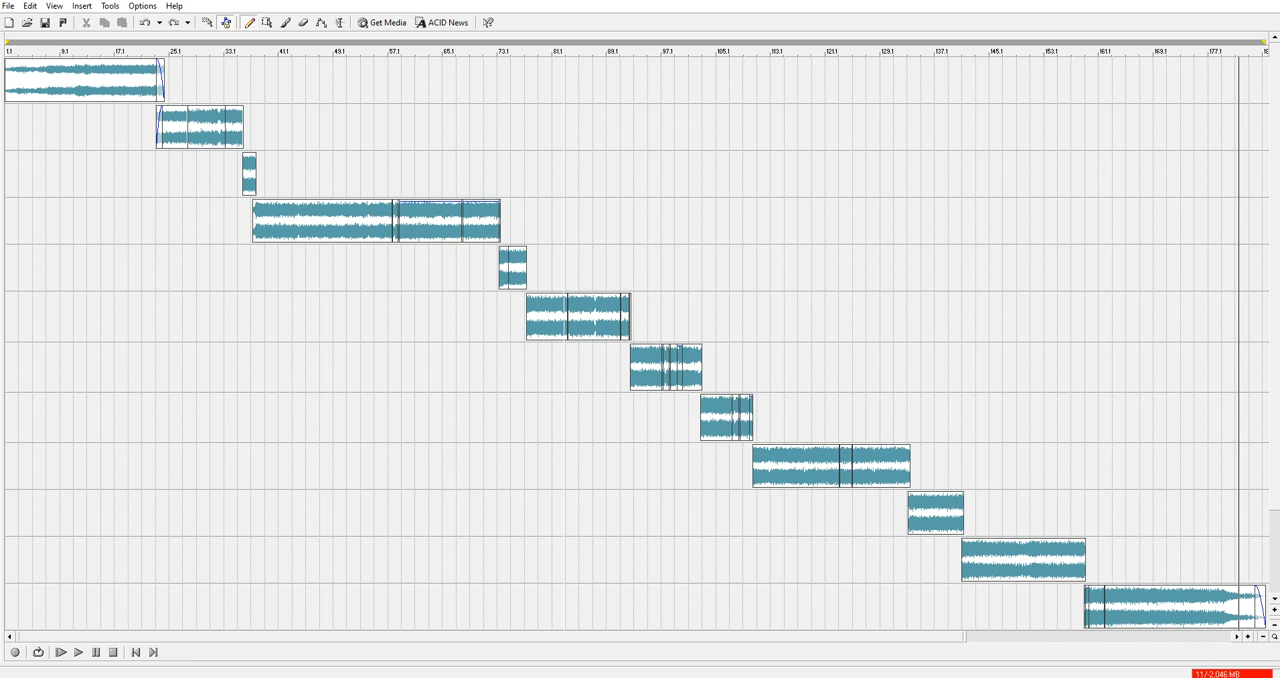 File Edit View Insert Tools Options Help
Get Media ACID News
1.1 9.1 17.1 25.1 33.1 41.1 49.1 57.1 65.1 73.1 81.1 89.1 97.1 105.1 113.1 121.1 129.1 137.1 145.1 153.1 161.1 169.1 177.1
11/-2,046 MB